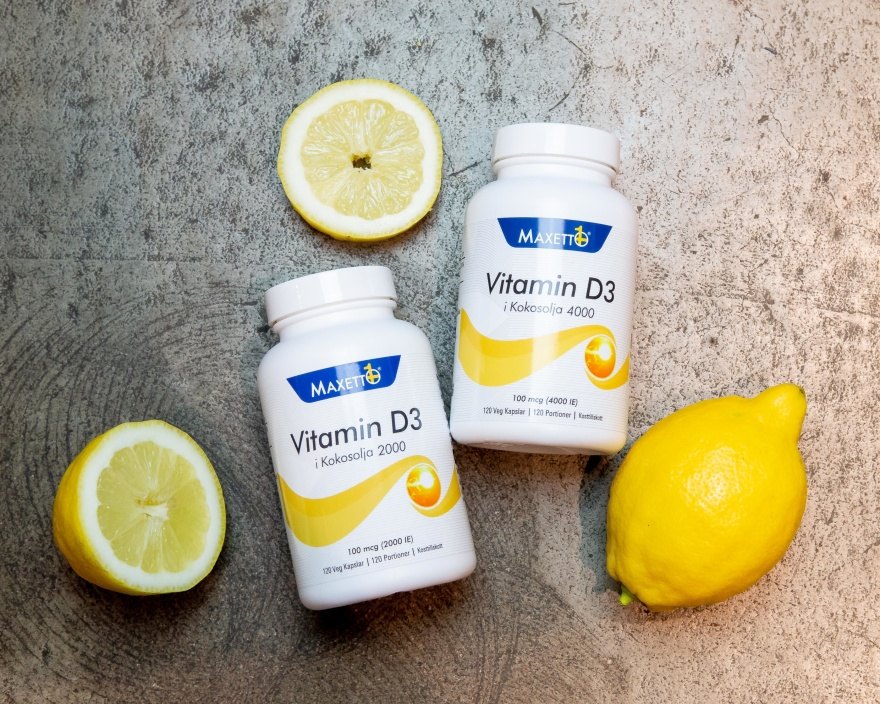 MAXETTO®
Vitamin D3
i Kokosolja 4000
100 mcg (4000 IE)
120 Veg Kapslar | 120 Portioner | Kosttillskott
MAXETTO®
Vitamin D3
i Kokosolja 2000
100 mcg (2000 IE)
120 Veg Kapslar | 120 Portioner | Kosttillskott